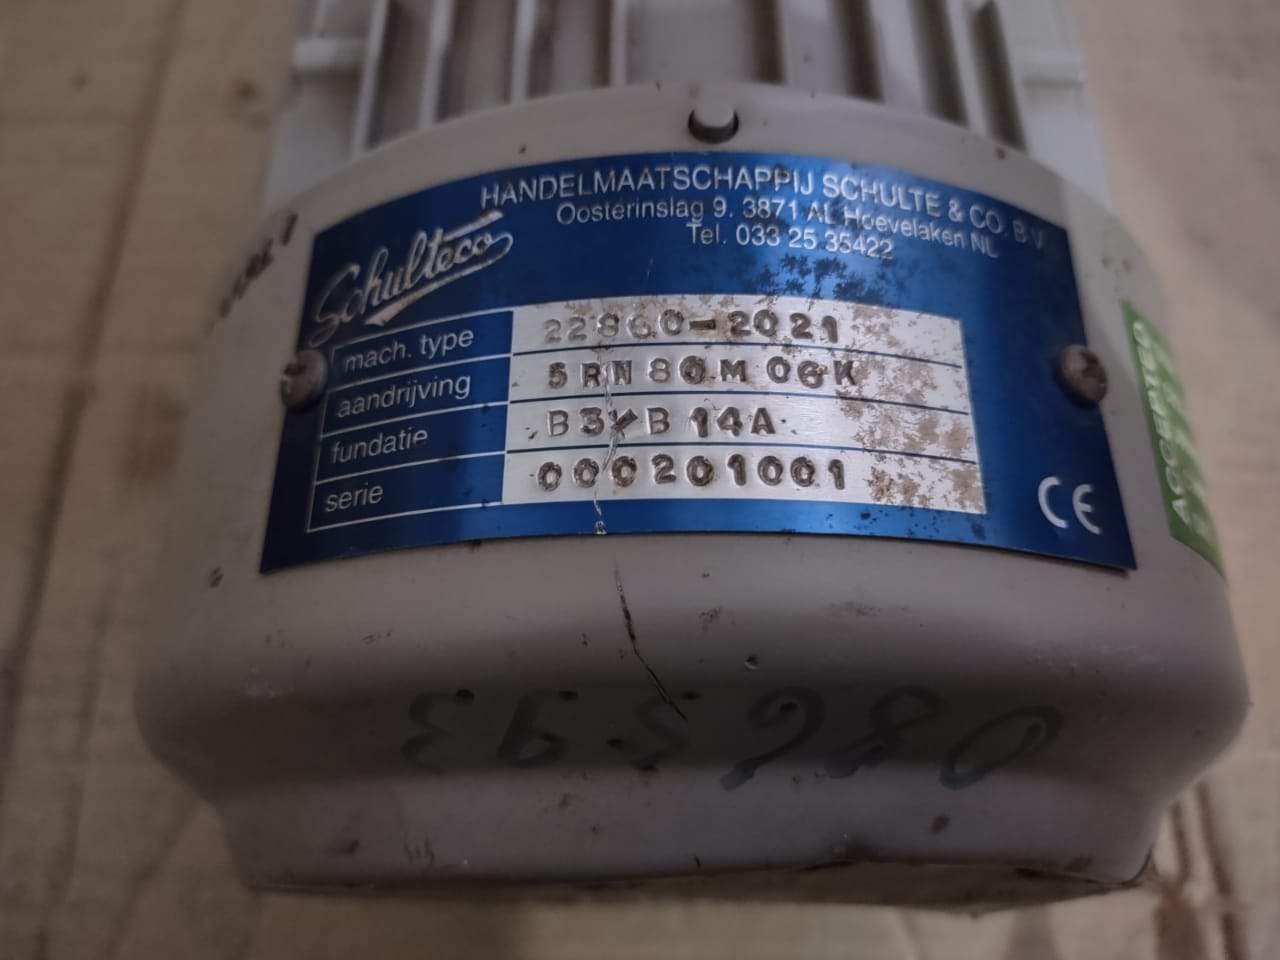 HANDELMAATSCHAPPIJ SCHULTE & CO. B.V.
Oosterinslag 9. 3871 AL Hoevelaken NL
Tel. 033 25 35422
Schulteco
mach. type 22860-2021
aandrijving 5RN80M06K
fundatie B3/B14A
serie 000201001
CE
ACCEPTED